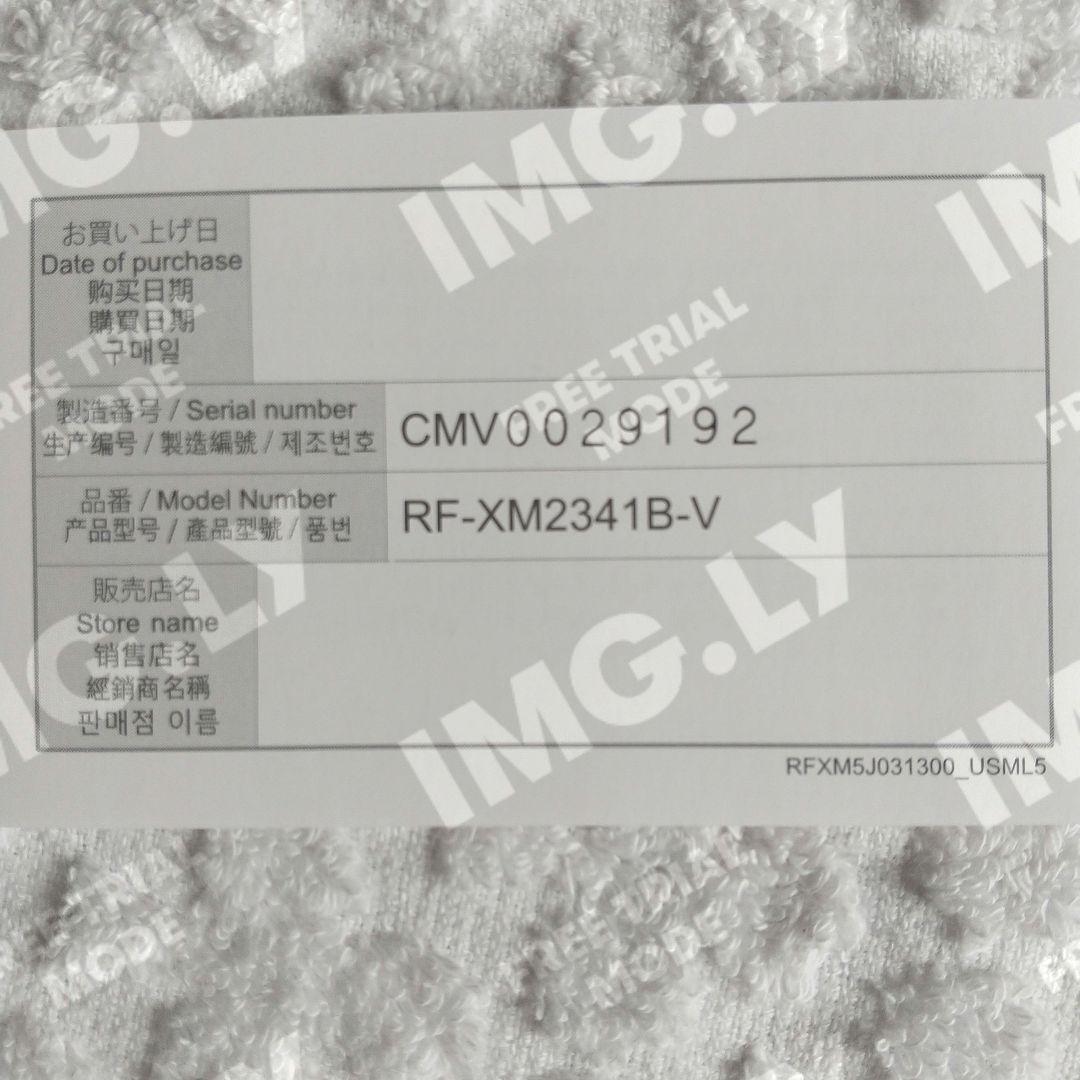 お買い上げ日
Date of purchase
购买日期
購買日期
구매일
製造番号 / Serial number
生产编号 / 製造編號 / 제조번호
CMV0029192
品番 / Model Number
产品型号 / 產品型號 / 품번
RF-XM2341B-V
販売店名
Store name
销售店名
經銷商名稱
판매점 이름
RFXM5J031300_USML5
IMG.LY
FREE TRIAL
MODE